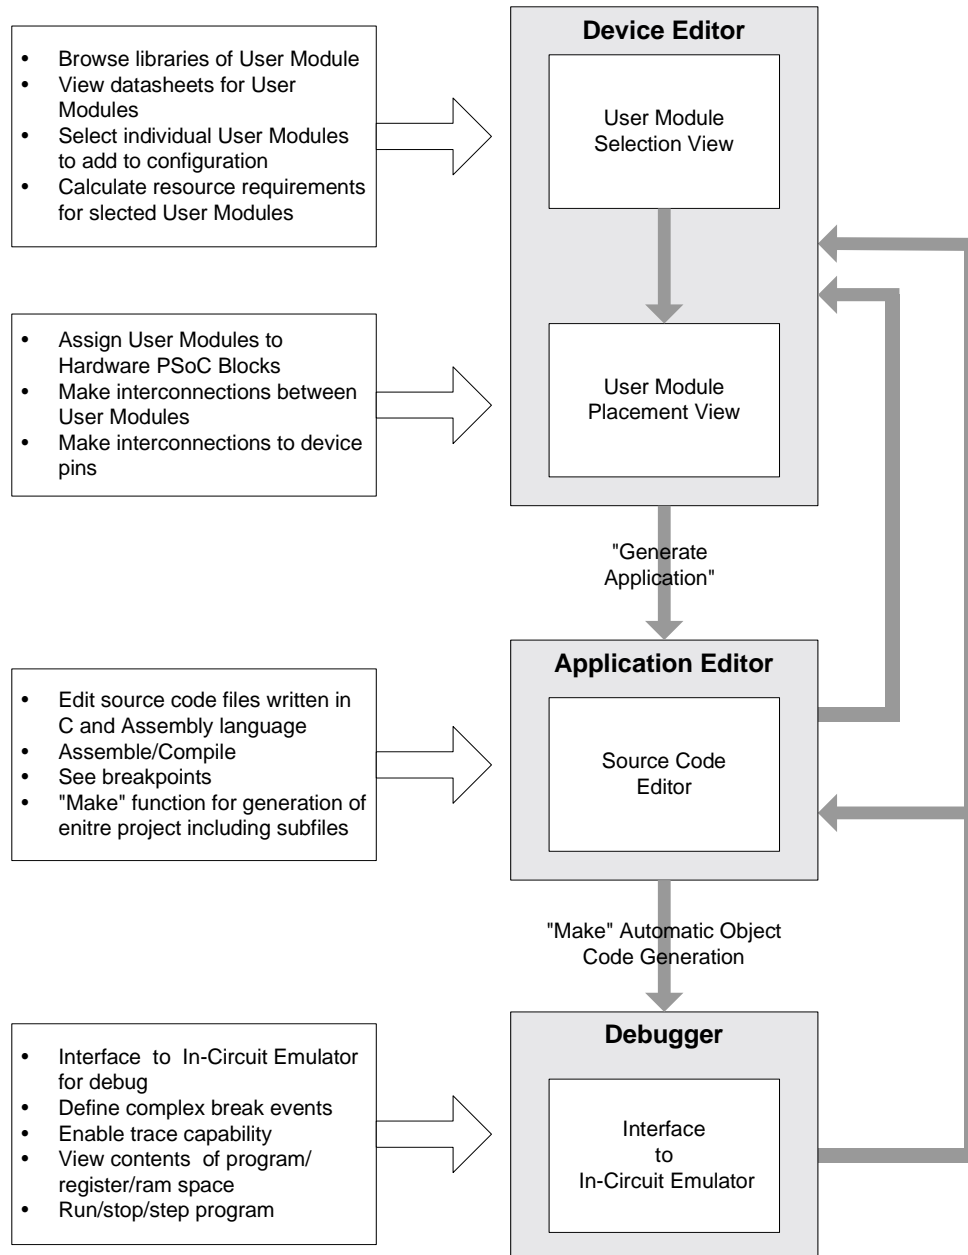 Device Editor
• Browse libraries of User Module
• View datasheets for User
Modules
• Select individual User Modules
to add to configuration
• Calculate resource requirements
for slected User Modules
User Module
Selection View
• Assign User Modules to
Hardware PSoC Blocks
• Make interconnections between
User Modules
• Make interconnections to device
pins
User Module
Placement View
"Generate
Application"
Application Editor
• Edit source code files written in
C and Assembly language
• Assemble/Compile
• See breakpoints
• "Make" function for generation of
enitre project including subfiles
Source Code
Editor
"Make" Automatic Object
Code Generation
Debugger
• Interface to In-Circuit Emulator
for debug
• Define complex break events
• Enable trace capability
• View contents of program/
register/ram space
• Run/stop/step program
Interface
to
In-Circuit Emulator